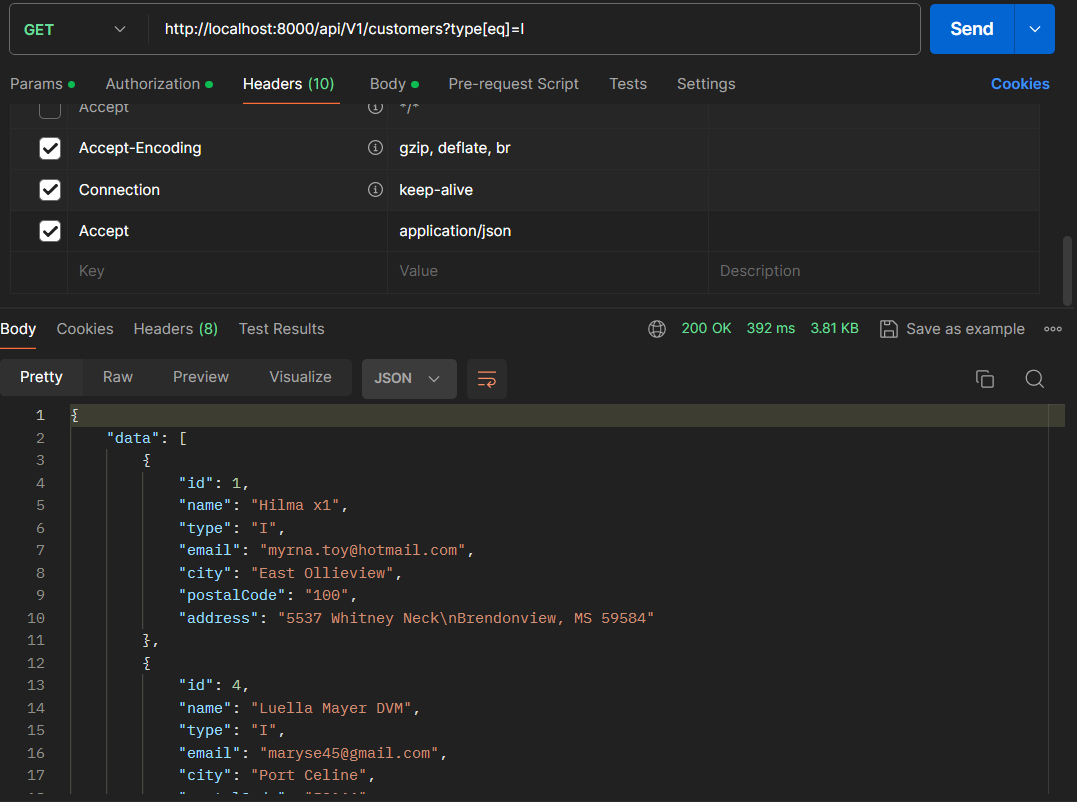 GET http://localhost:8000/api/V1/customers?type[eq]=I Send
Params Authorization Headers (10) Body Pre-request Script Tests Settings Cookies
Accept */*
Accept-Encoding gzip, deflate, br
Connection keep-alive
Accept application/json
Key Value Description
Body Cookies Headers (8) Test Results 200 OK 392 ms 3.81 KB Save as example
Pretty Raw Preview Visualize JSON
1 {
2 "data": [
3 {
4 "id": 1,
5 "name": "Hilma x1",
6 "type": "I",
7 "email": "myrna.toy@hotmail.com",
8 "city": "East Ollieview",
9 "postalCode": "100",
10 "address": "5537 Whitney Neck\nBrendonview, MS 59584"
11 },
12 {
13 "id": 4,
14 "name": "Luella Mayer DVM",
15 "type": "I",
16 "email": "maryse45@gmail.com",
17 "city": "Port Celine",